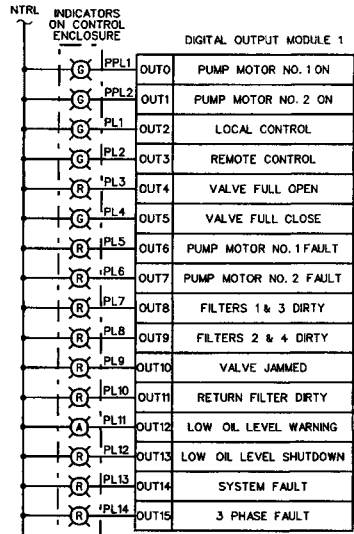 NTRL
INDICATORS
ON CONTROL
ENCLOSURE
DIGITAL OUTPUT MODULE 1
G PPL1 OUT0 PUMP MOTOR NO. 1 ON
G PPL2 OUT1 PUMP MOTOR NO. 2 ON
G PL1 OUT2 LOCAL CONTROL
G PL2 OUT3 REMOTE CONTROL
R PL3 OUT4 VALVE FULL OPEN
G PL4 OUT5 VALVE FULL CLOSE
R PL5 OUT6 PUMP MOTOR NO. 1 FAULT
R PL6 OUT7 PUMP MOTOR NO. 2 FAULT
R PL7 OUT8 FILTERS 1 & 3 DIRTY
R PL8 OUT9 FILTERS 2 & 4 DIRTY
R PL9 OUT10 VALVE JAMMED
R PL10 OUT11 RETURN FILTER DIRTY
A PL11 OUT12 LOW OIL LEVEL WARNING
R PL12 OUT13 LOW OIL LEVEL SHUTDOWN
R PL13 OUT14 SYSTEM FAULT
R PL14 OUT15 3 PHASE FAULT